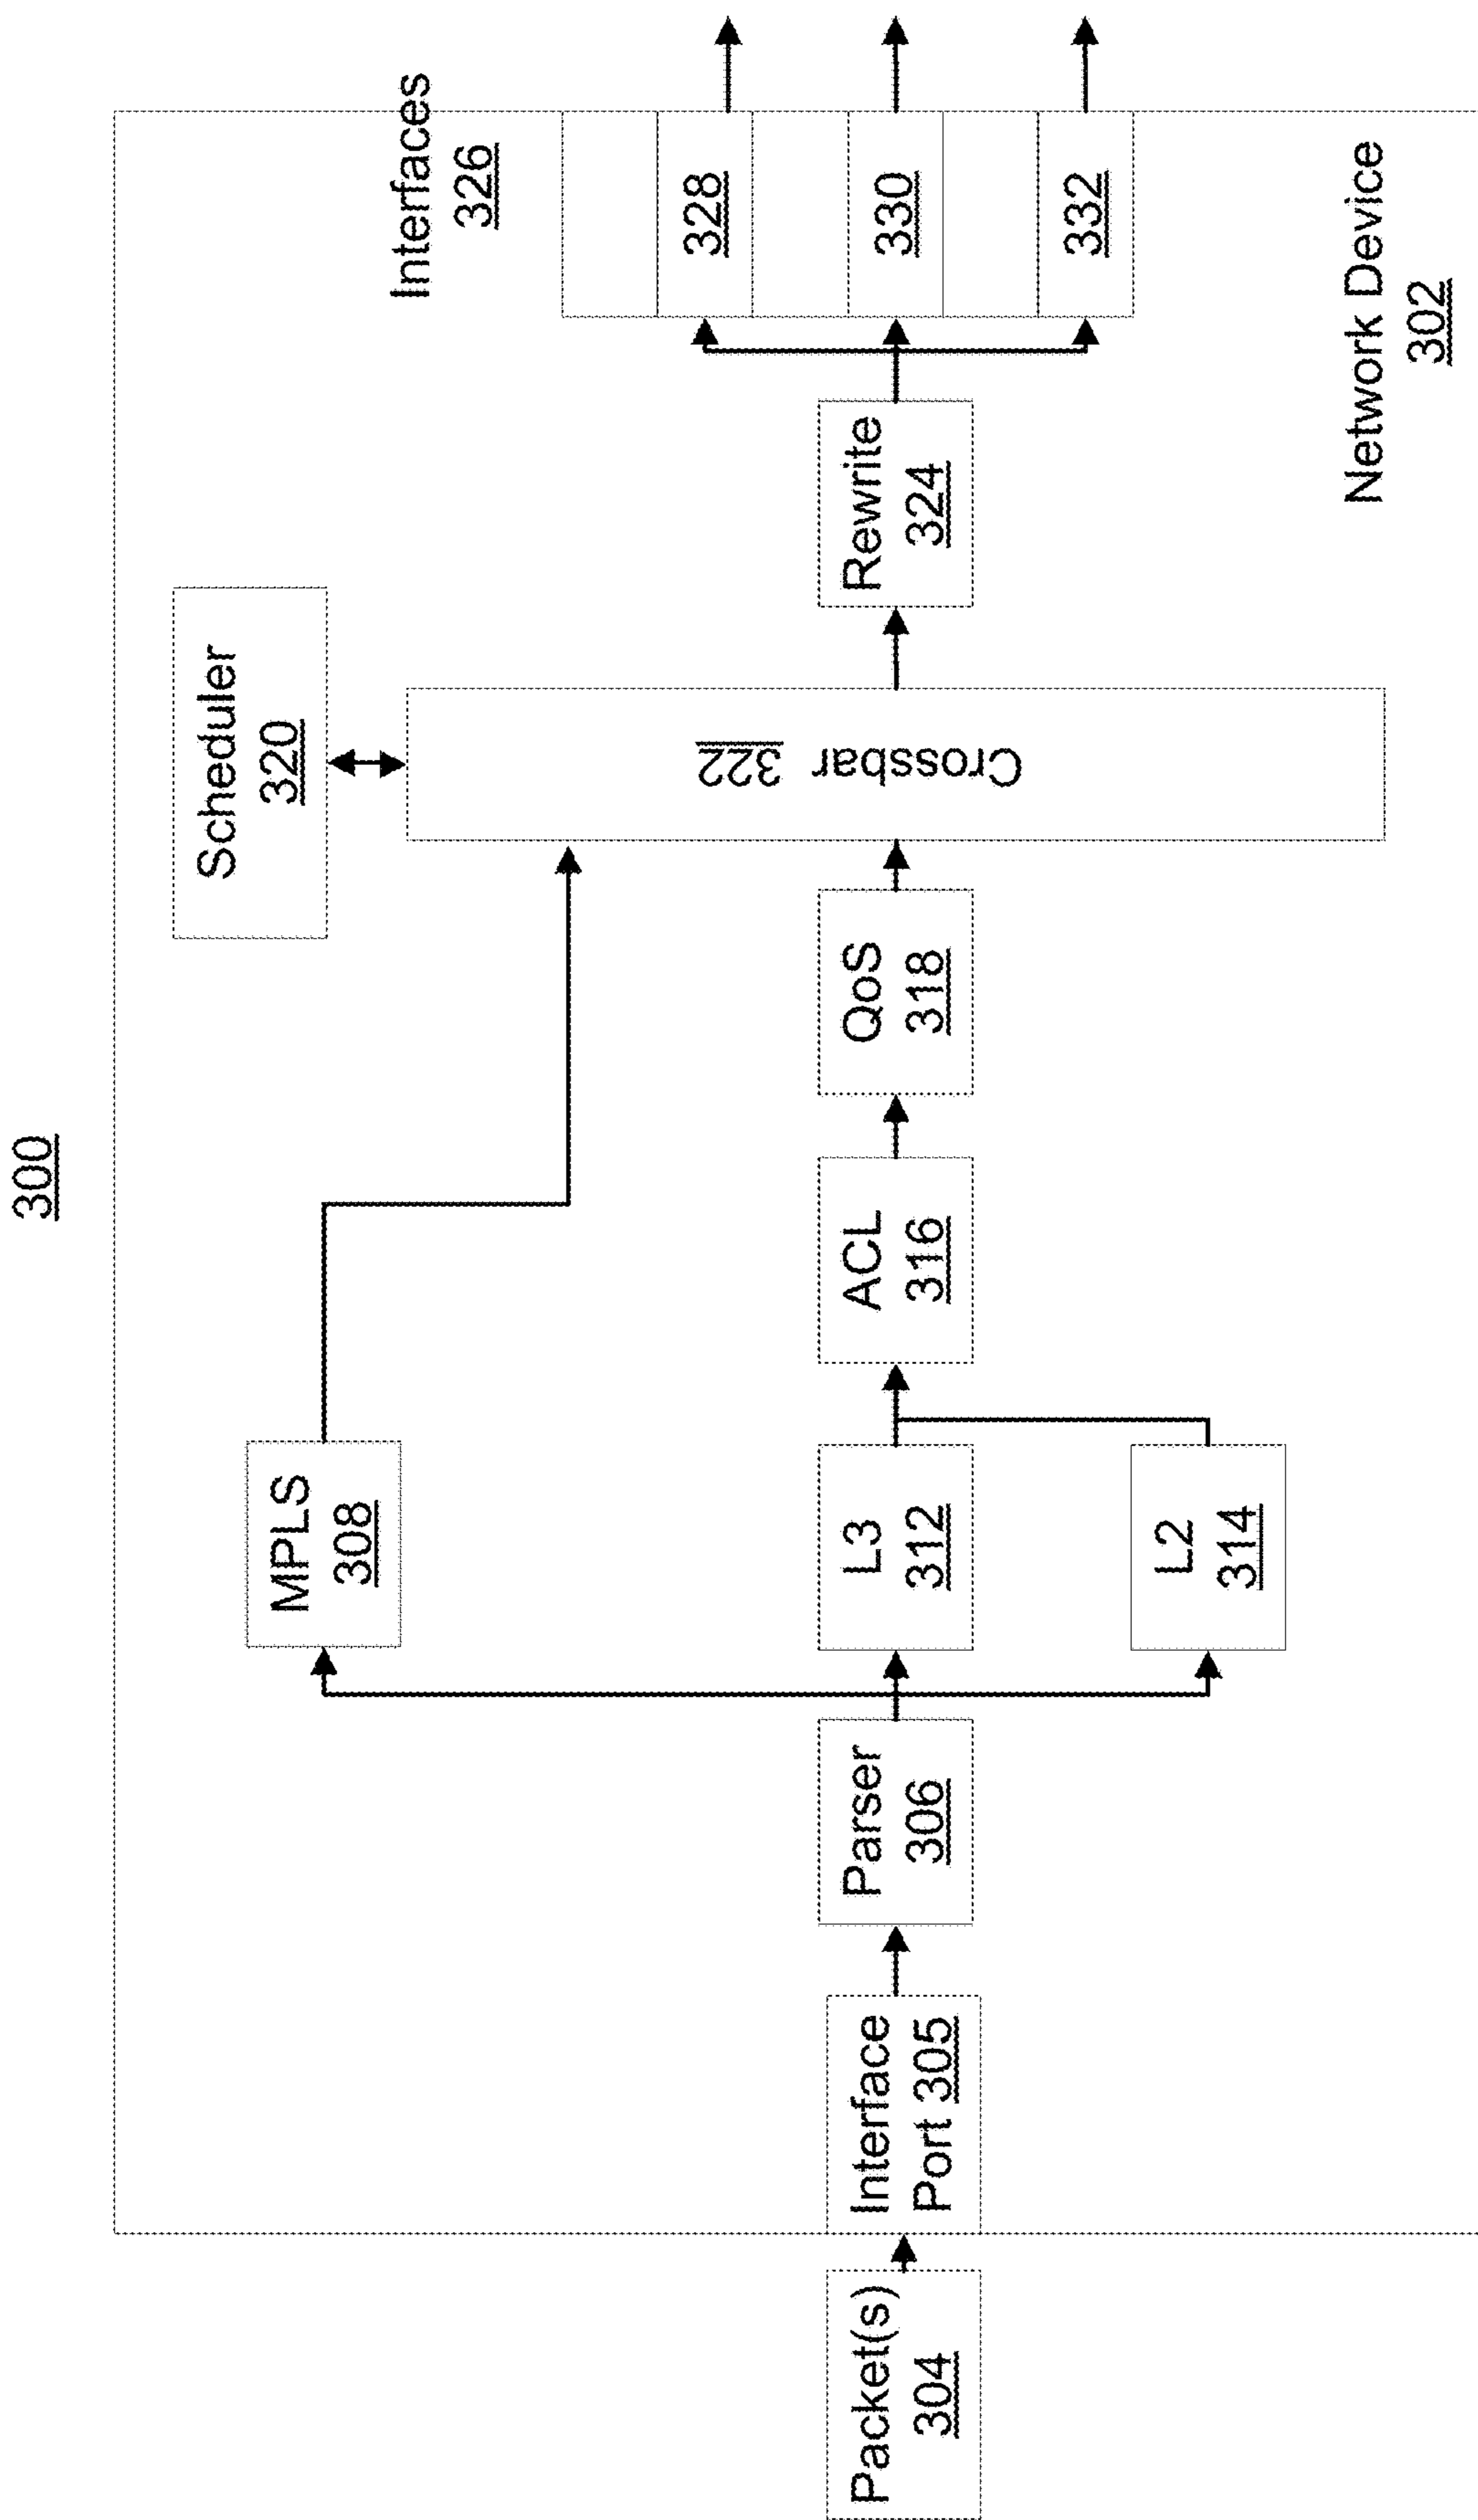 300
Packet(s)
304
Interface
Port 305
Parser
306
MPLS
308
L3
312
L2
314
ACL
316
QoS
318
Scheduler
320
Crossbar 322
Rewrite
324
Interfaces
326
328
330
332
Network Device
302